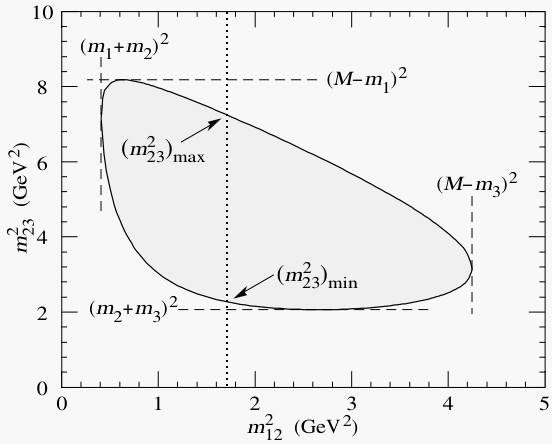 10
(m₁+m₂)²
8
(M–m₁)²
(m²₂₃)max
6
(M–m₃)²
m²₂₃ (GeV²)
4
(m²₂₃)min
(m₂+m₃)²
2
0
0 1 2 3 4 5
m²₁₂ (GeV²)